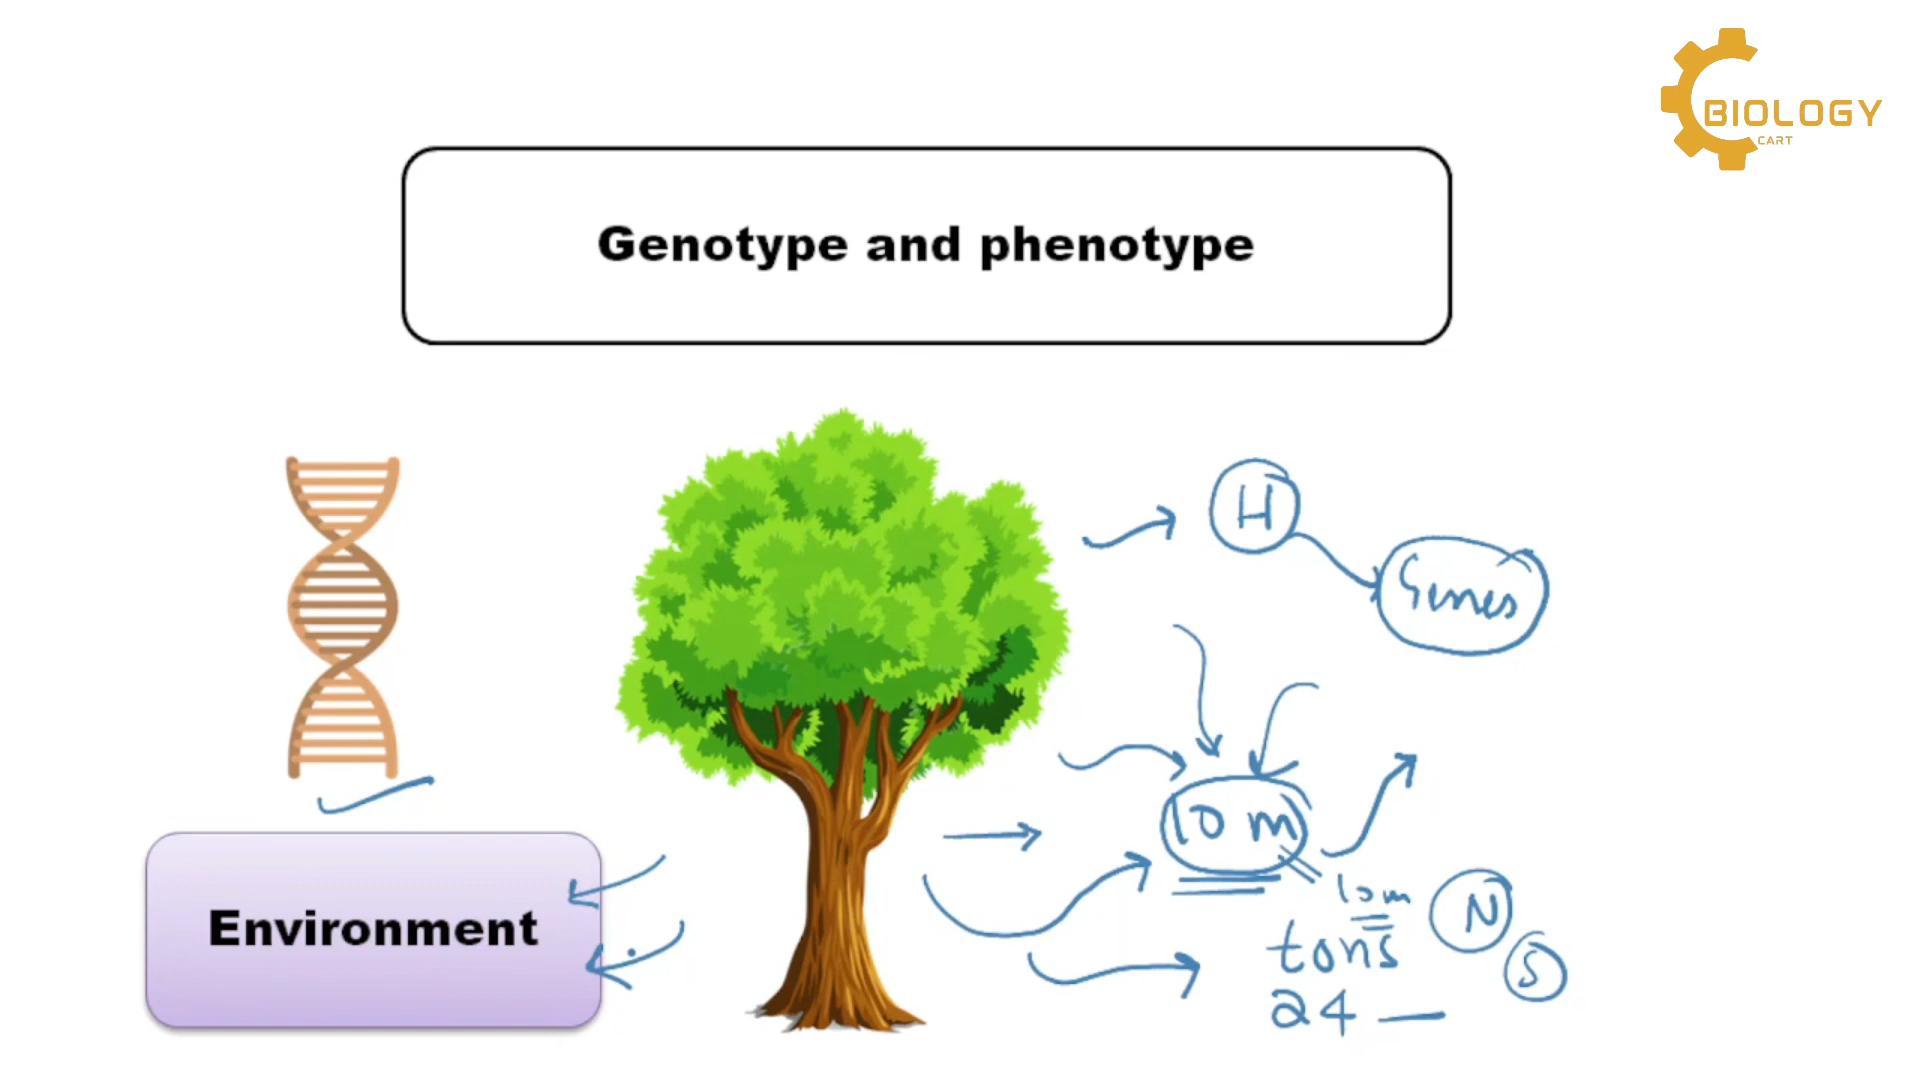 BIOLOGY
CART
Genotype and phenotype
H
Genes
10 m
10m
N
tons
S
24 —
Environment